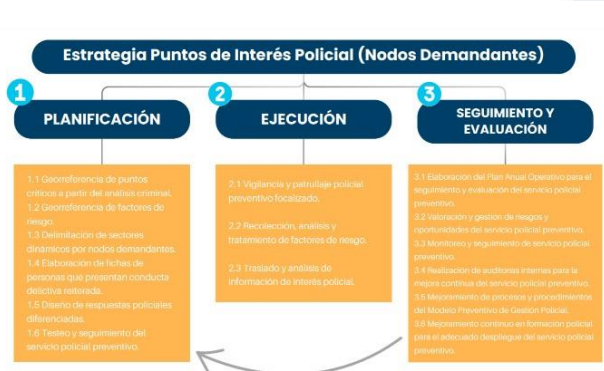 Estrategia Puntos de Interés Policial (Nodos Demandantes)
1
PLANIFICACIÓN
1.1 Georreferencia de puntos
críticos a partir del análisis criminal.
1.2 Georreferencia de factores de
riesgo.
1.3 Delimitación de sectores
dinámicos por nodos demandantes.
1.4 Elaboración de fichas de
personas que presentan conducta
delictiva reiterada.
1.5 Diseño de respuestas policiales
diferenciadas.
1.6 Testeo y seguimiento del
servicio policial preventivo.
2
EJECUCIÓN
2.1 Vigilancia y patrullaje policial
preventivo focalizado.
2.2 Recolección, análisis y
tratamiento de factores de riesgo.
2.3 Traslado y análisis de
información de interés policial.
3
SEGUIMIENTO Y
EVALUACIÓN
3.1 Elaboración del Plan Anual Operativo para el
seguimiento y evaluación del servicio policial
preventivo.
3.2 Valoración y gestión de riesgos y
oportunidades del servicio policial preventivo.
3.3 Monitoreo y seguimiento de servicio policial
preventivo.
3.4 Realización de auditorías internas para la
mejora continua del servicio policial preventivo.
3.5 Mejoramiento de procesos y procedimientos
del Modelo Preventivo de Gestión Policial.
3.6 Mejoramiento continuo en formación policial
para el adecuado despliegue del servicio policial
preventivo.